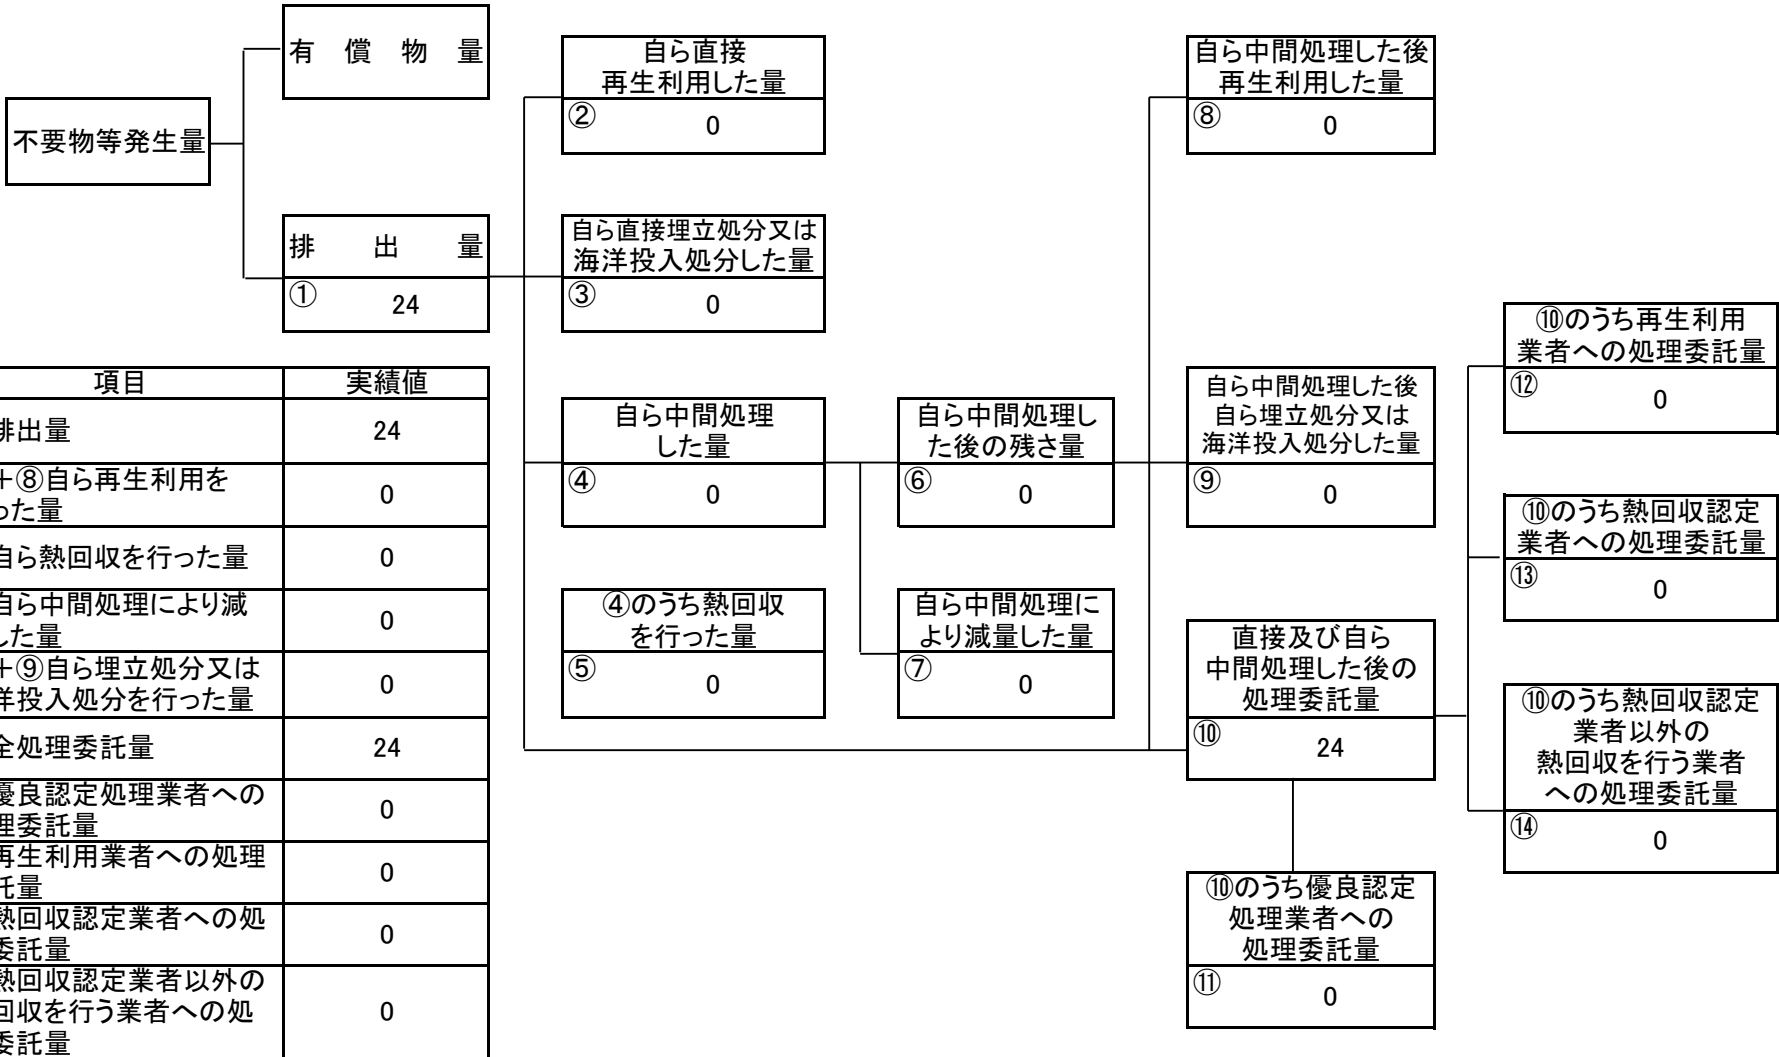 有　償　物　量
不要物等発生量
排　出　量
①
24
自ら直接
再生利用した量
②
0
自ら直接埋立処分又は
海洋投入処分した量
③
0
自ら中間処理
した量
④
0
④のうち熱回収
を行った量
⑤
0
自ら中間処理し
た後の残さ量
⑥
0
自ら中間処理に
より減量した量
⑦
0
自ら中間処理した後
再生利用した量
⑧
0
自ら中間処理した後
自ら埋立処分又は
海洋投入処分した量
⑨
0
直接及び自ら
中間処理した後の
処理委託量
⑩
24
⑩のうち優良認定
処理業者への
処理委託量
⑪
0
⑩のうち再生利用
業者への処理委託量
⑫
0
⑩のうち熱回収認定
業者への処理委託量
⑬
0
⑩のうち熱回収認定
業者以外の
熱回収を行う業者
への処理委託量
⑭
0
項目 実績値
排出量 24
+⑧自ら再生利用を
った量
0
自ら熱回収を行った量 0
自ら中間処理により減
した量
0
+⑨自ら埋立処分又は
洋投入処分を行った量
0
全処理委託量 24
優良認定処理業者への
理委託量
0
再生利用業者への処理
託量
0
熱回収認定業者への処
委託量
0
熱回収認定業者以外の
回収を行う業者への処
委託量
0